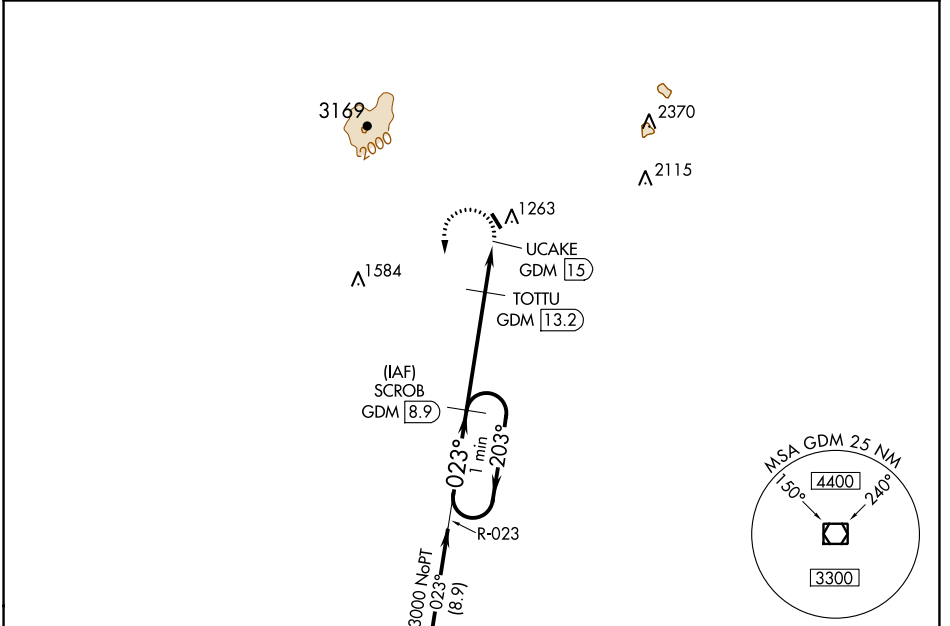 3169
2000
2370
2115
1263
UCAKE
GDM 15
1584
TOTTU
GDM 13.2
(IAF)
SCROB
GDM 8.9
023°
1 min
203°
R-023
3000 NoPT
023°
(8.9)
MSA GDM 25 NM
150°
4400
240°
3300